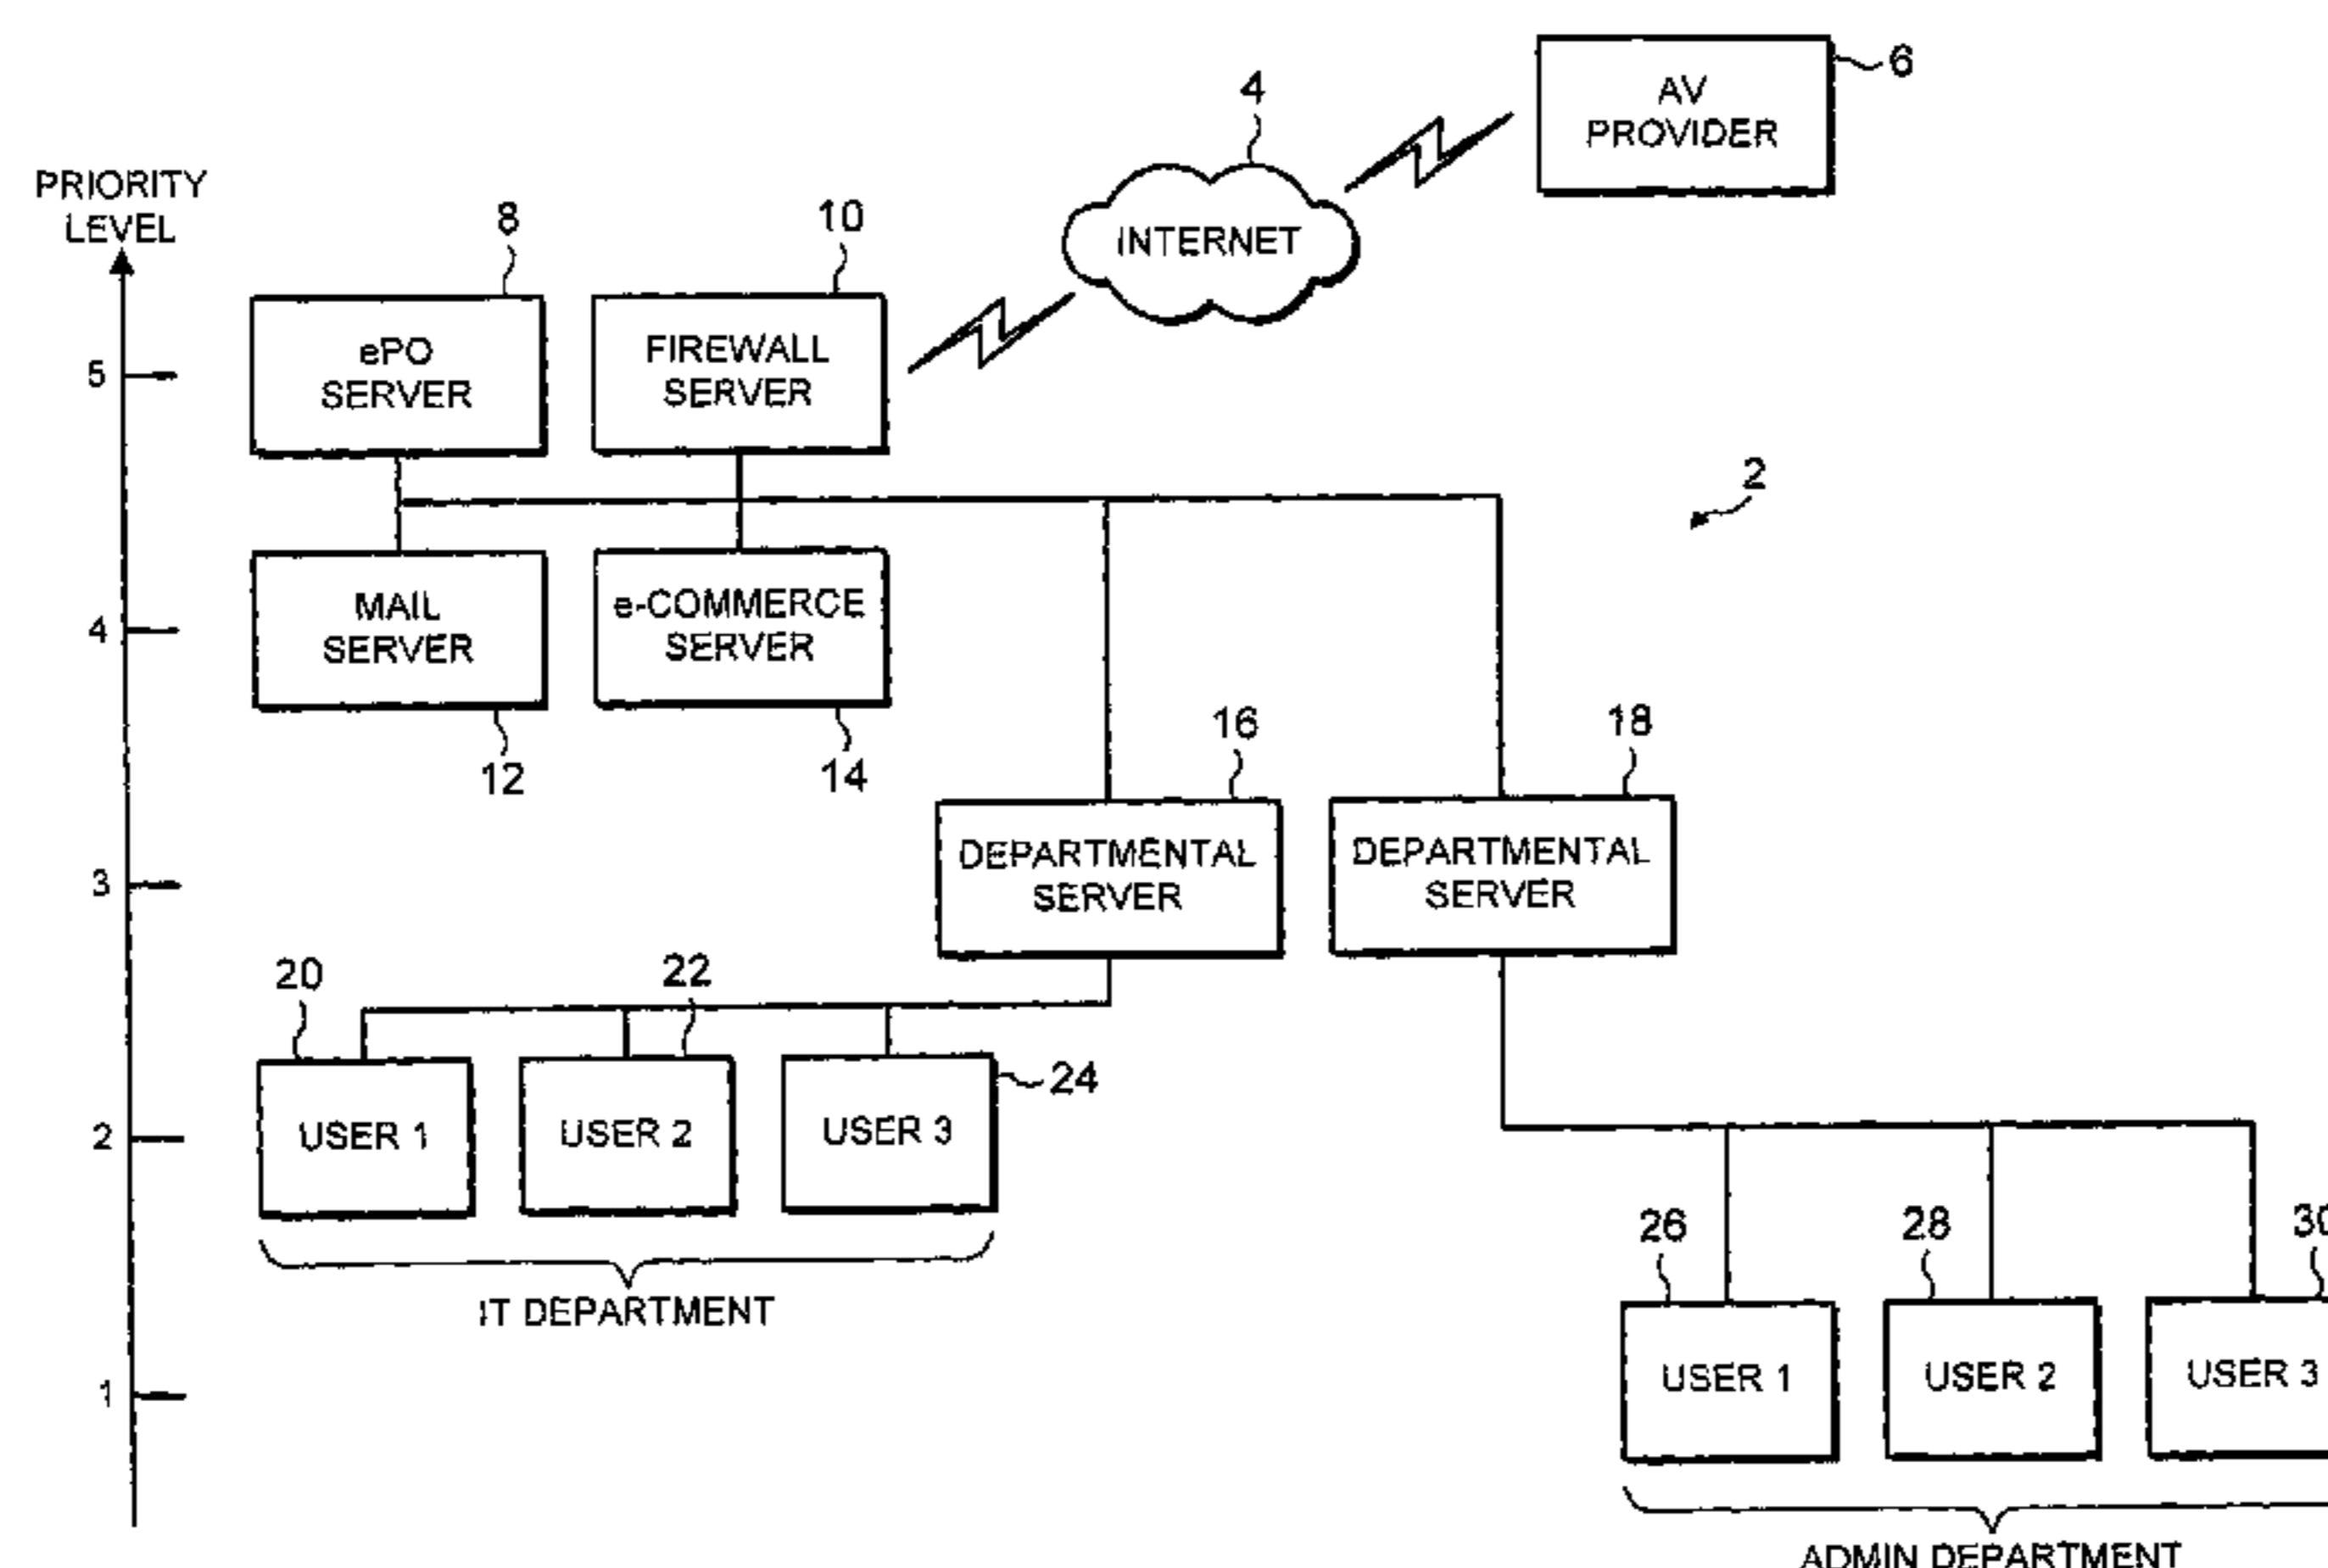 6
AV
PROVIDER
4
INTERNET
PRIORITY
LEVEL
8
10
ePO
SERVER
FIREWALL
SERVER
5
2
MAIL
SERVER
e-COMMERCE
SERVER
4
12
14
16
18
DEPARTMENTAL
SERVER
DEPARTMENTAL
SERVER
3
20
22
24
USER 1
USER 2
USER 3
2
IT DEPARTMENT
26
28
30
USER 1
USER 2
USER 3
1
ADMIN DEPARTMENT